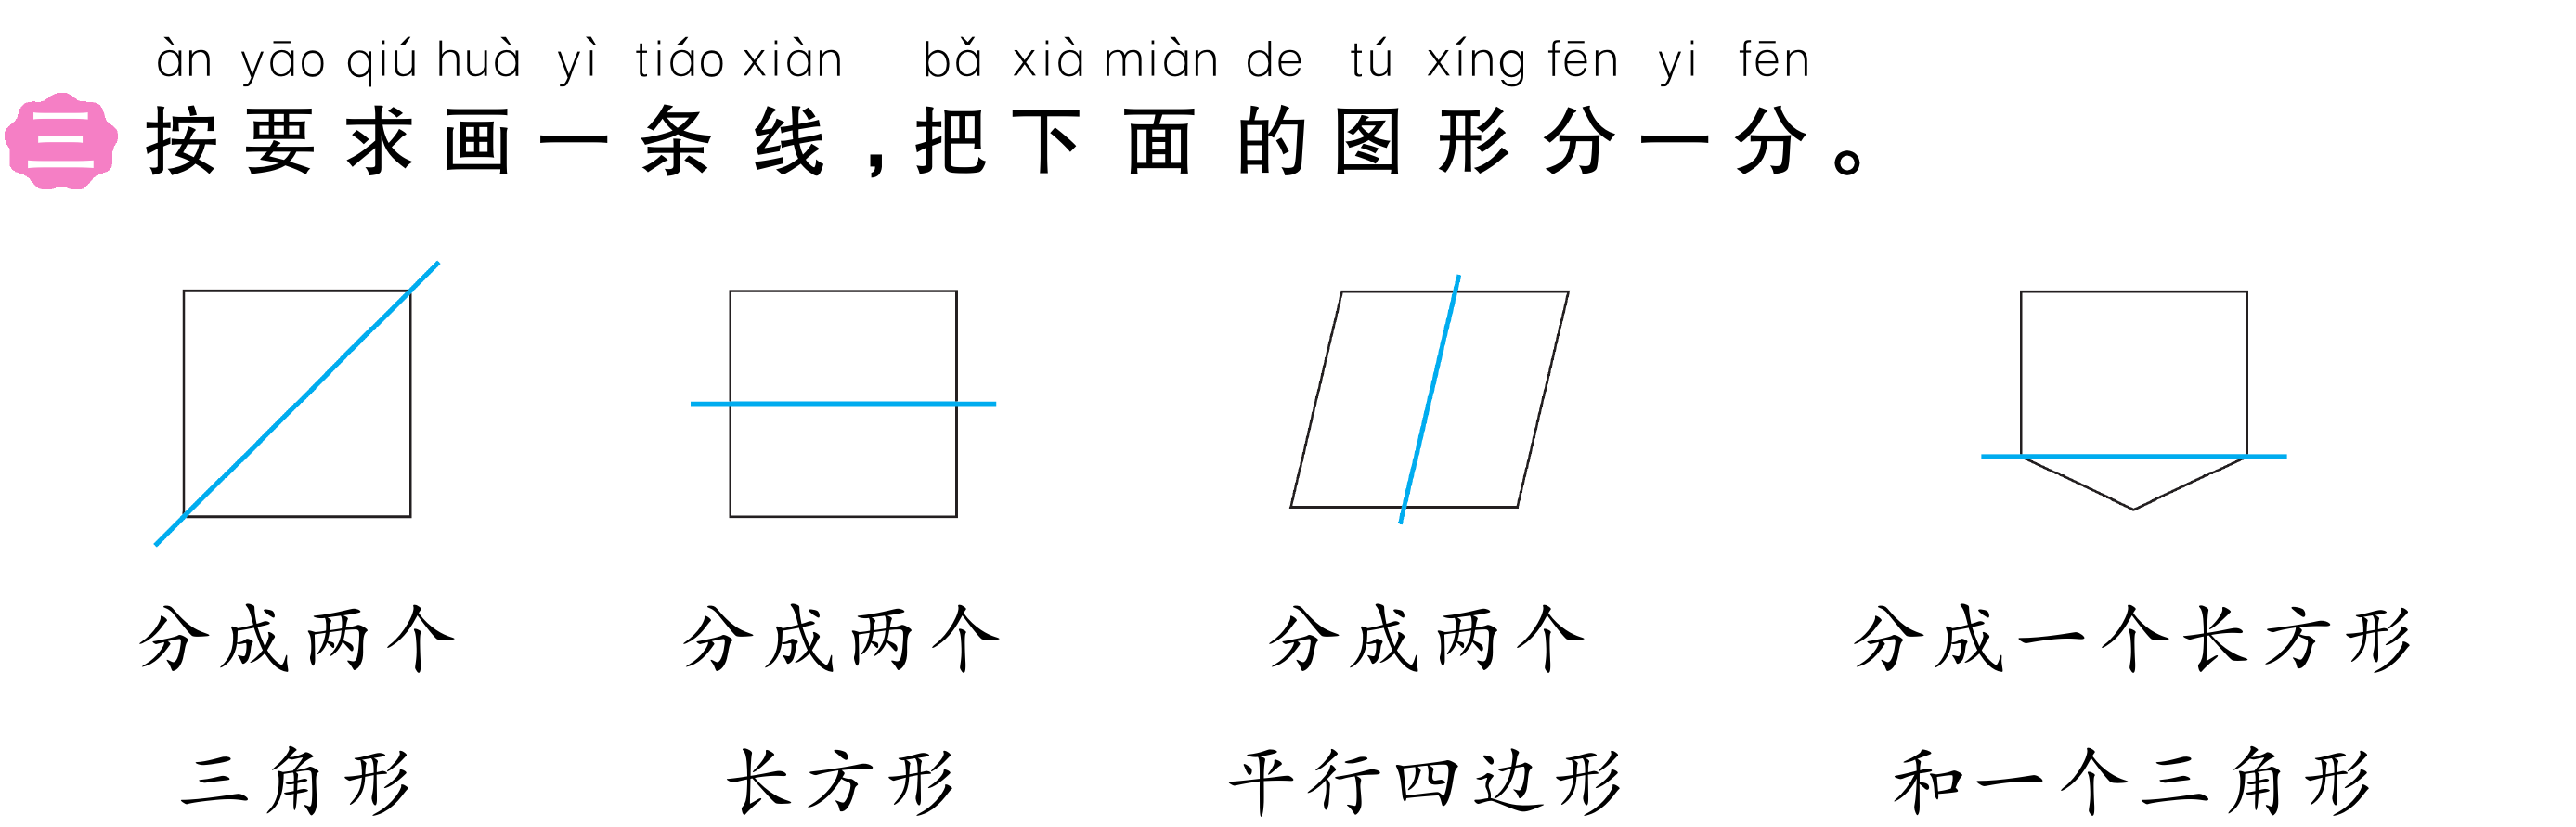 àn yāo qiú huà yì tiáo xiàn bǎ xià miàn de tú xíng fēn yi fēn
三 按要求画一条线，把下面的图形分一分。
分成两个 分成两个 分成两个 分成一个长方形
三角形 长方形 平行四边形 和一个三角形